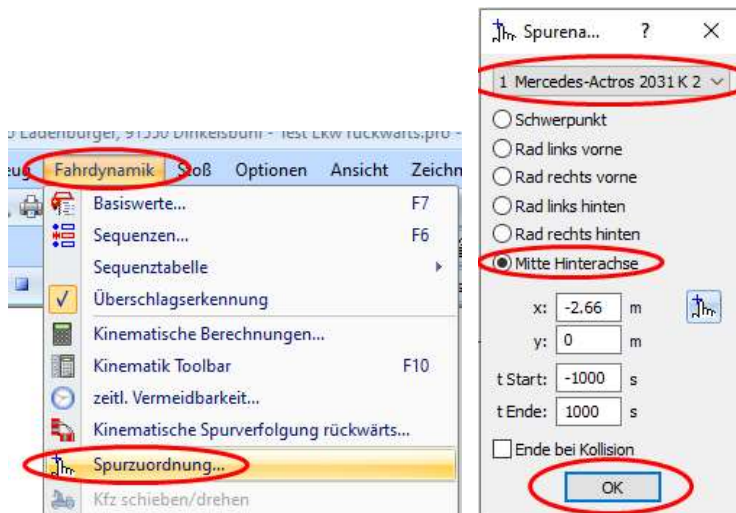 Ladenburger, 91550 Dinkelsbühl - Test Lkw rückwärts.pro -
Fahrdynamik Stoß Optionen Ansicht Zeichn
Basiswerte... F7
Sequenzen... F6
Sequenztabelle
Überschlagserkennung
Kinematische Berechnungen...
Kinematik Toolbar F10
zeitl. Vermeidbarkeit...
Kinematische Spurverfolgung rückwärts...
Spurzuordnung...
Kfz schieben/drehen
Spurena... ?
1 Mercedes-Actros 2031 K 2
Schwerpunkt
Rad links vorne
Rad rechts vorne
Rad links hinten
Rad rechts hinten
Mitte Hinterachse
x: -2.66 m
y: 0 m
t Start: -1000 s
t Ende: 1000 s
Ende bei Kollision
OK